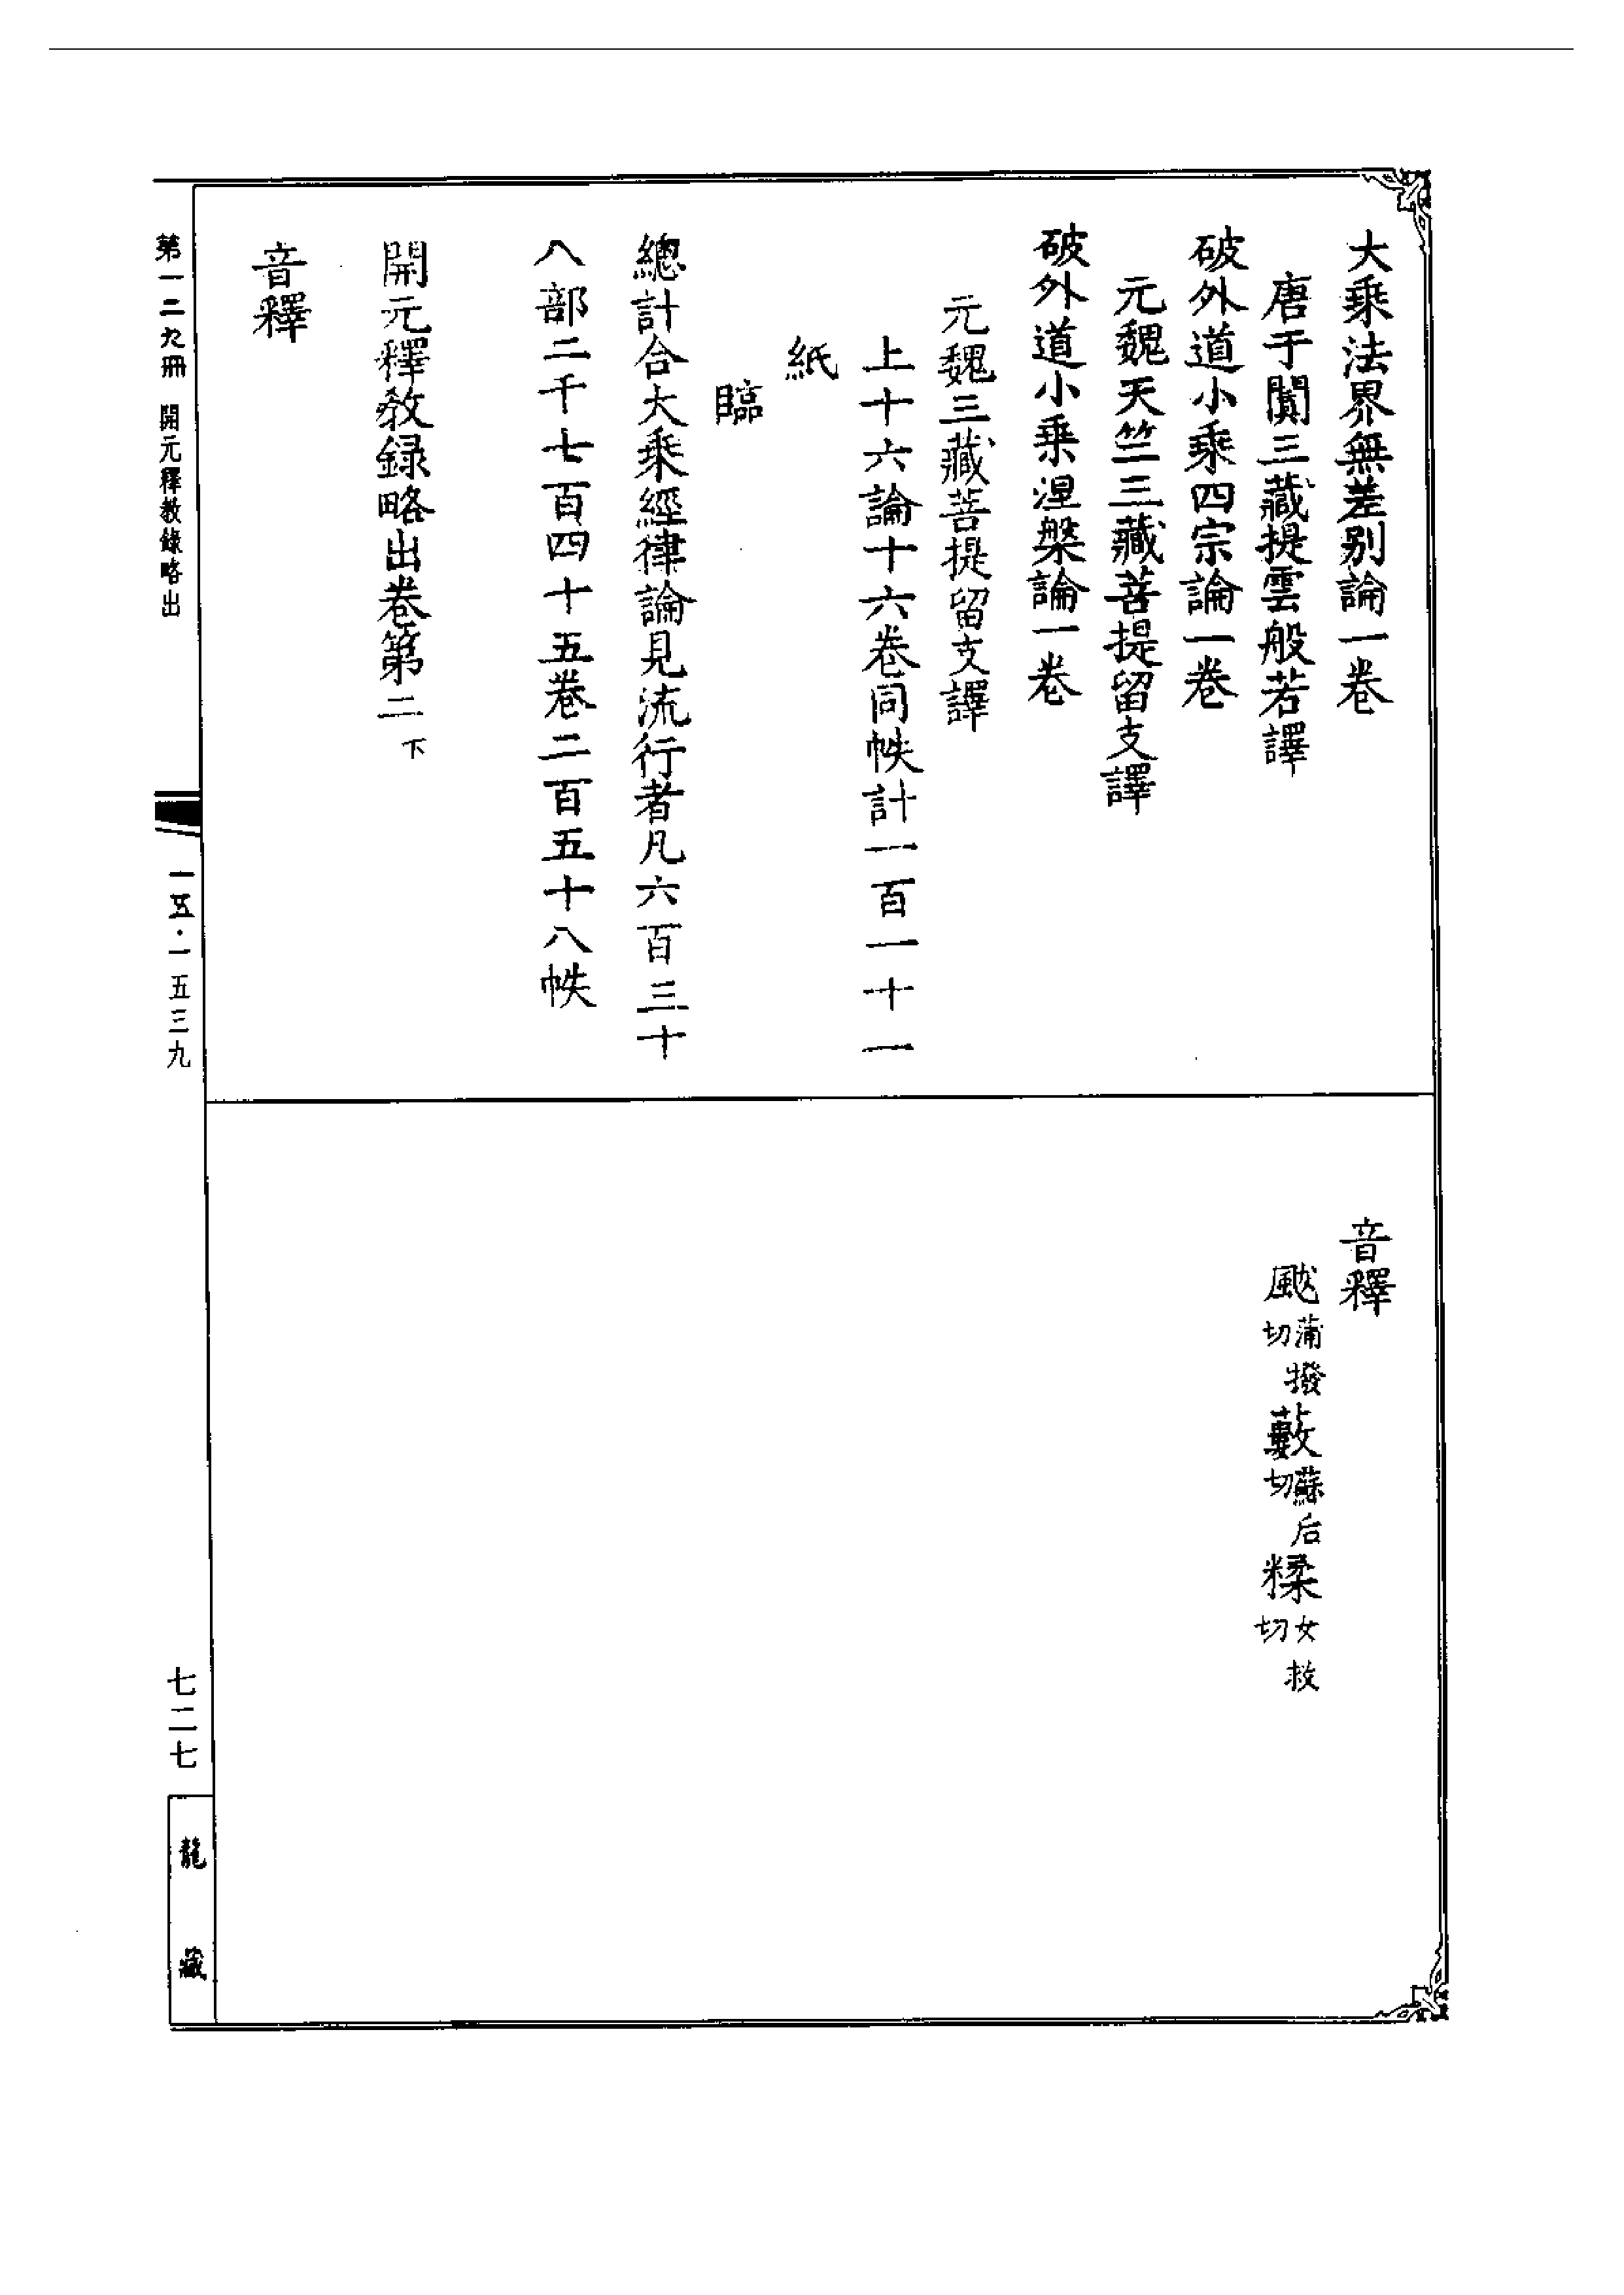 大乘法界無差别論一卷
唐于闐三藏提雲般若譯
破外道小乘四宗論一卷
元魏天竺三藏菩提留支譯
破外道小乘涅槃論一卷
元魏三藏菩提留支譯
上十六論十六卷同帙計一百一十一
紙
臨
總計合大乘經律論見流行者凡六百三十
八部二千七百四十五卷二百五十八帙
開元釋教録略出卷第二下
音釋
音釋
颰蒲撥切藪蘇后切糅女救切
第一二九冊 開元釋教錄略出
一五·一五三九
七二七
龍藏